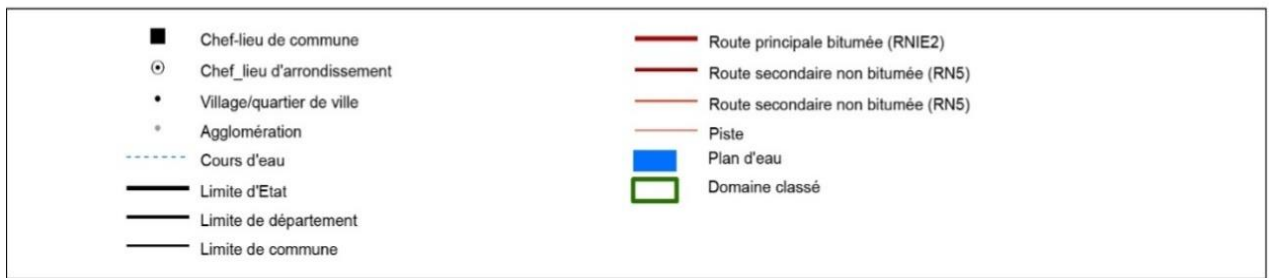 Chef-lieu de commune
Chef_lieu d'arrondissement
Village/quartier de ville
Agglomération
Cours d'eau
Limite d'Etat
Limite de département
Limite de commune
Route principale bitumée (RNIE2)
Route secondaire non bitumée (RN5)
Route secondaire non bitumée (RN5)
Piste
Plan d'eau
Domaine classé